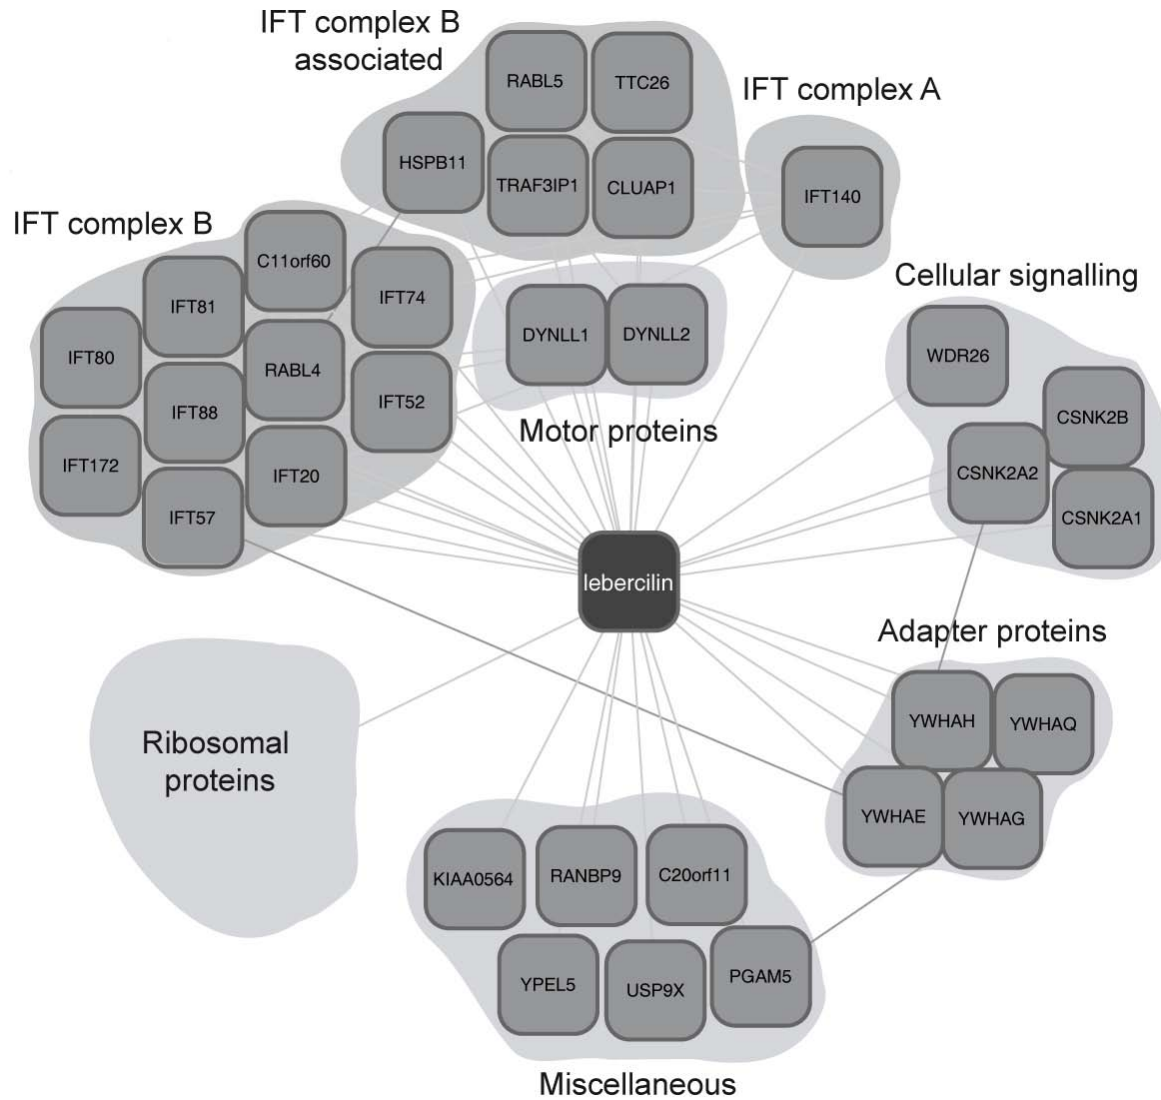 IFT complex B
associated
RABL5
TTC26
IFT complex A
HSPB11
TRAF3IP1
CLUAP1
IFT140
IFT complex B
C11orf60
IFT81
IFT74
IFT80
RABL4
IFT88
IFT52
IFT172
IFT20
IFT57
DYNLL1
DYNLL2
Motor proteins
Cellular signalling
WDR26
CSNK2B
CSNK2A2
CSNK2A1
lebercilin
Adapter proteins
YWHAH
YWHAQ
YWHAE
YWHAG
Ribosomal
proteins
KIAA0564
RANBP9
C20orf11
YPEL5
USP9X
PGAM5
Miscellaneous